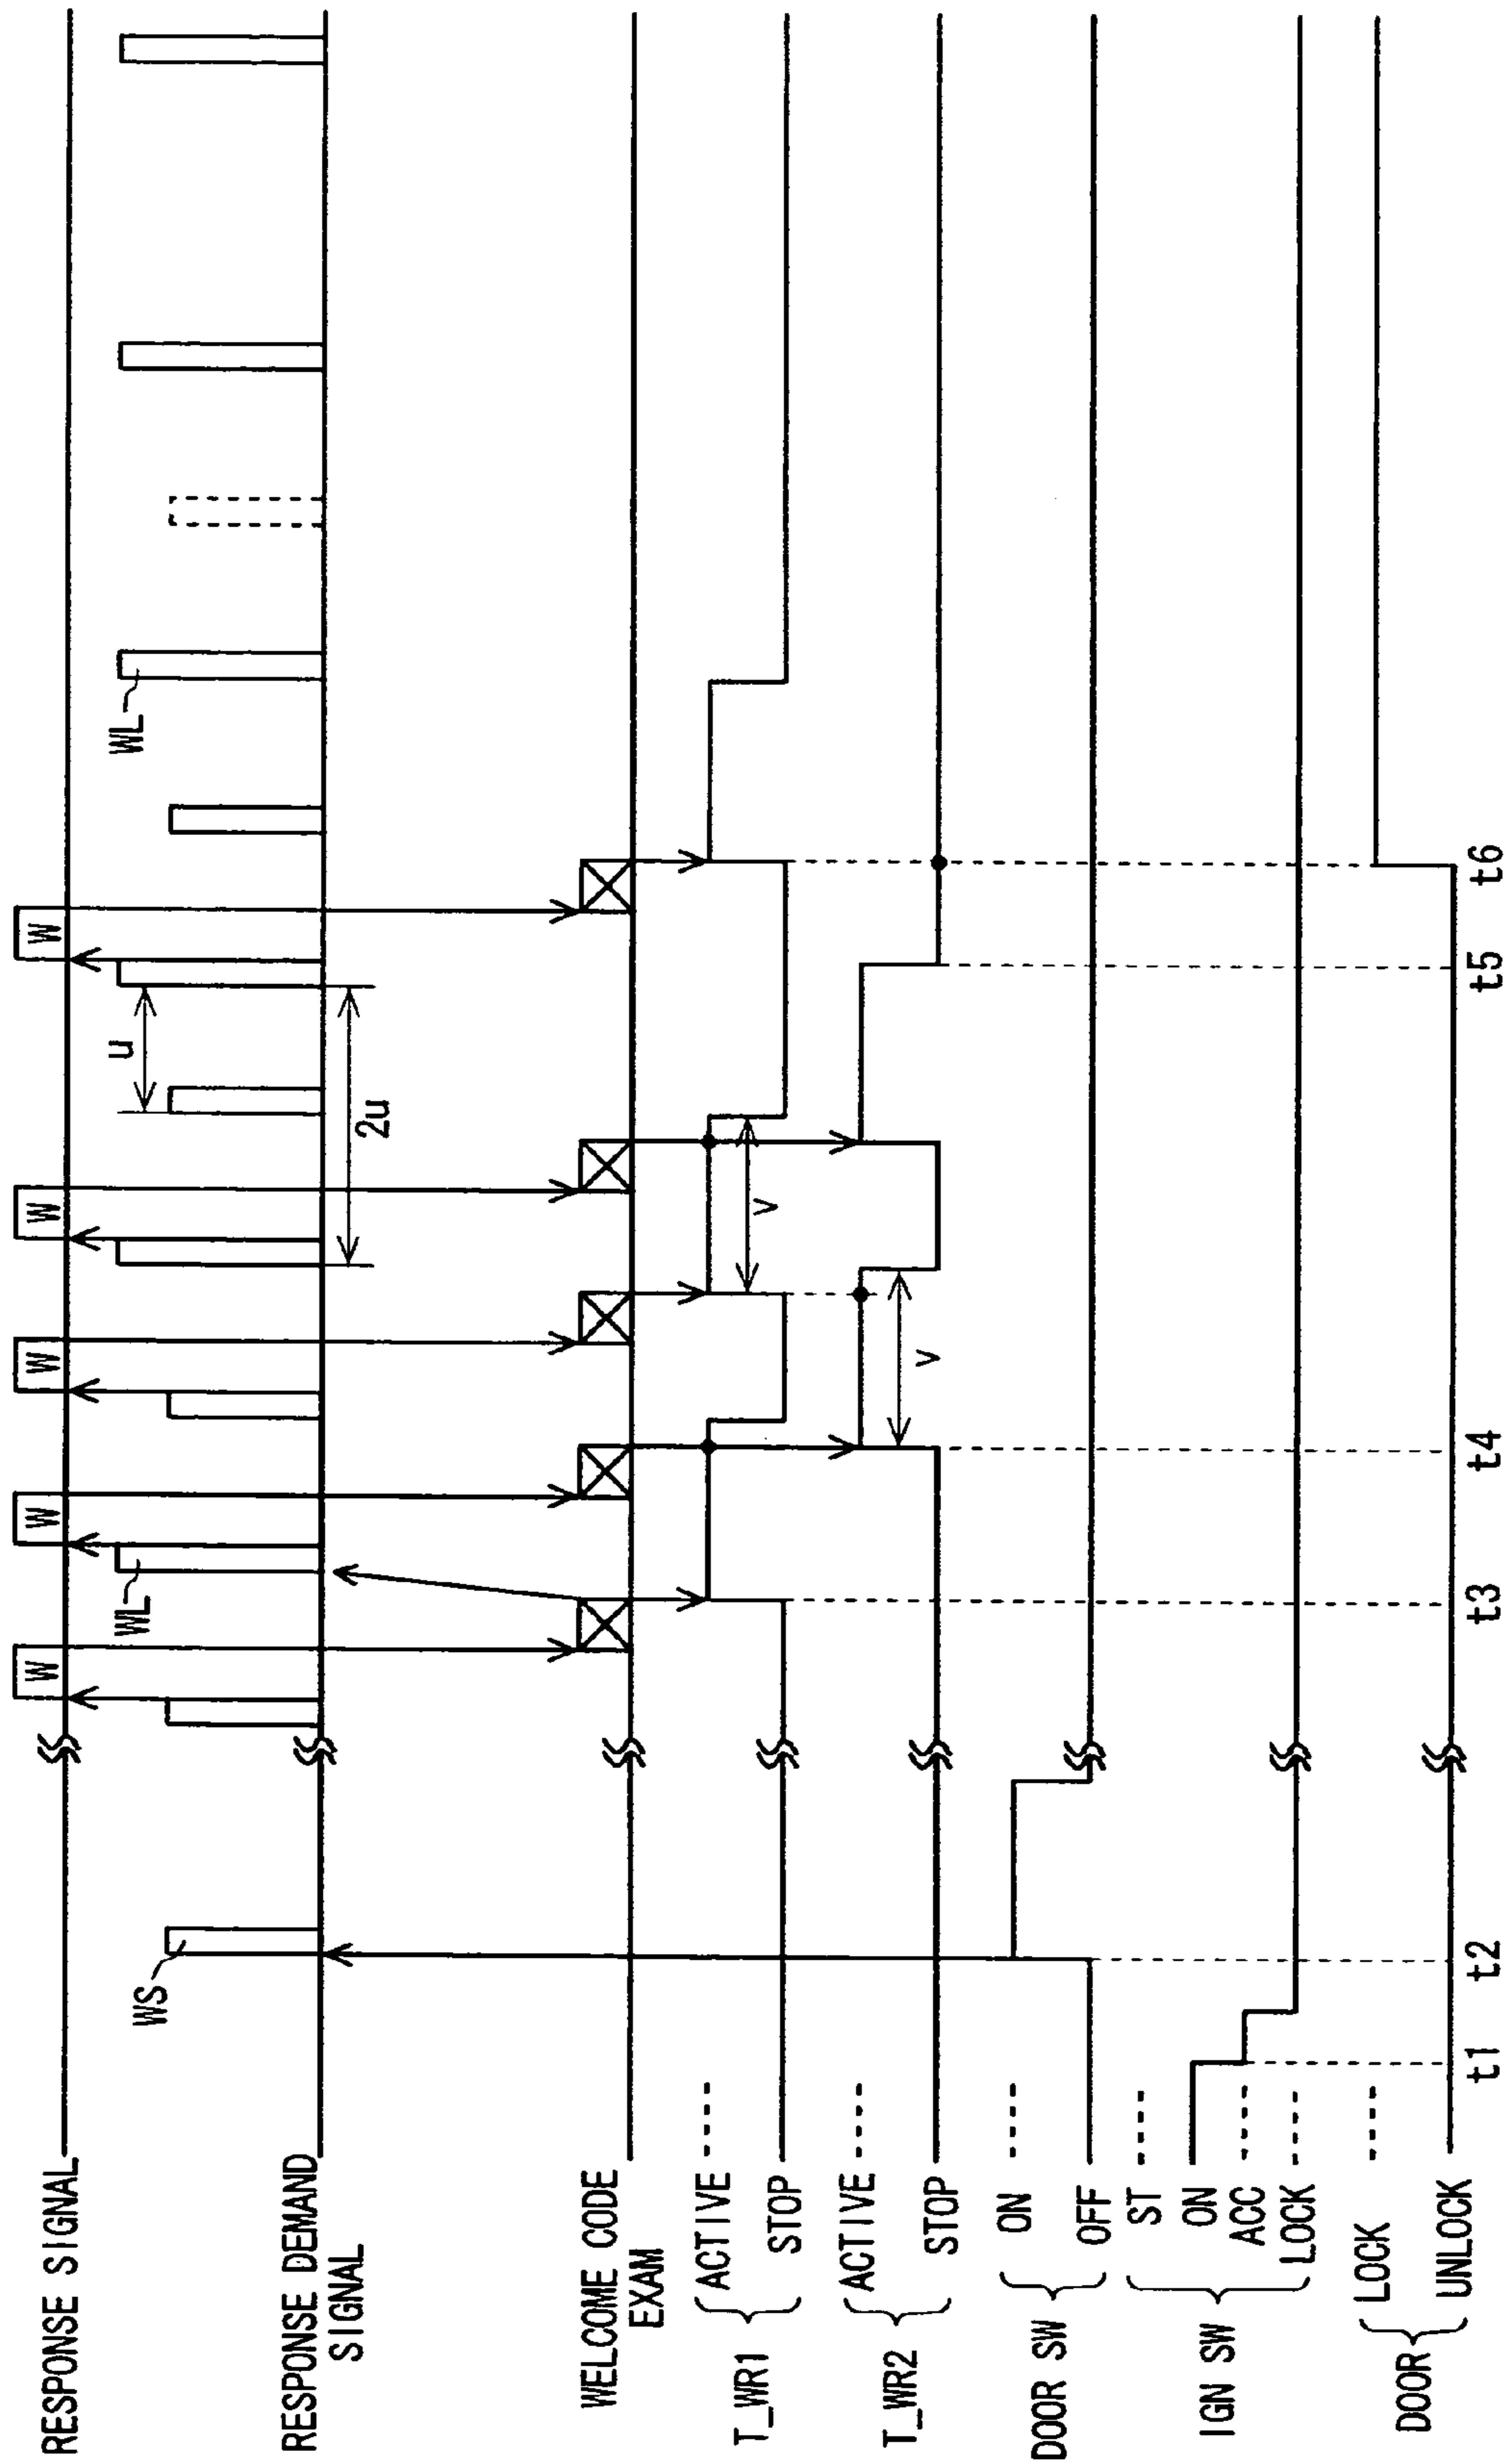 RESPONSE SIGNAL
W
W
W
W
W
RESPONSE DEMAND
SIGNAL
WS
WL
u
2u
WL
WELCOME CODE
EXAM
T_WR1
ACTIVE
STOP
v
T_WR2
ACTIVE
STOP
v
DOOR SW
ON
OFF
IGN SW
ST
ON
ACC
LOCK
DOOR
LOCK
UNLOCK
t1
t2
t3
t4
t5
t6